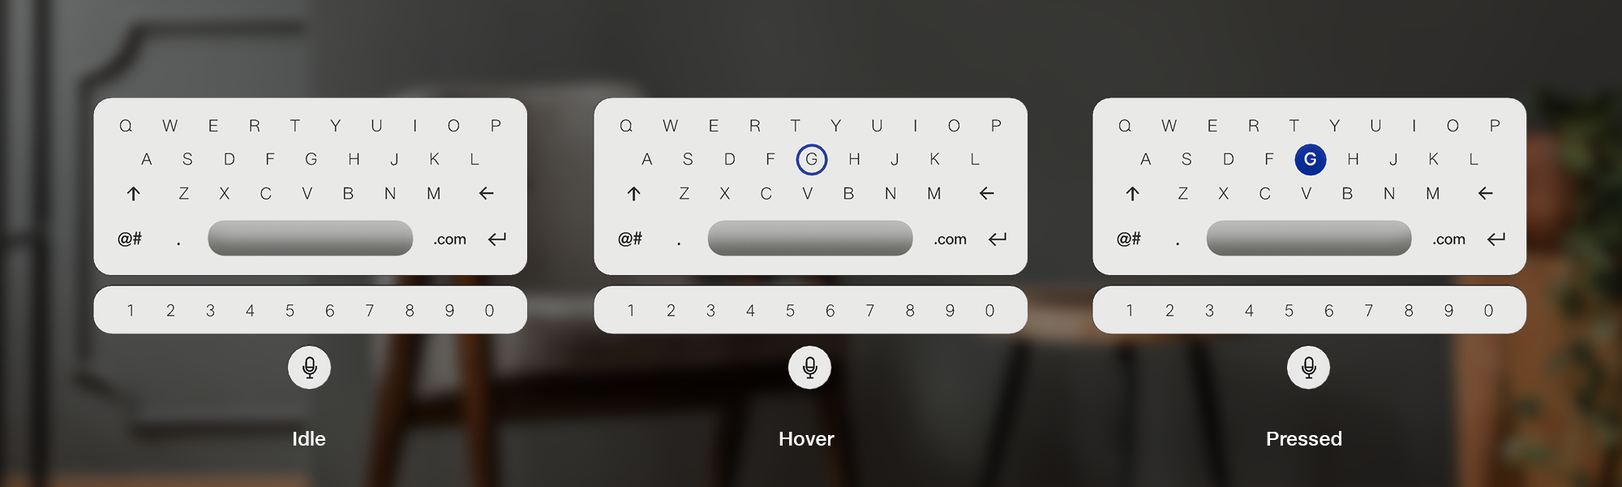 Q W E R T Y U I O P
A S D F G H J K L
↑ Z X C V B N M ←
@# . .com ↵
1 2 3 4 5 6 7 8 9 0
Idle
Q W E R T Y U I O P
A S D F G H J K L
↑ Z X C V B N M ←
@# . .com ↵
1 2 3 4 5 6 7 8 9 0
Hover
Q W E R T Y U I O P
A S D F G H J K L
↑ Z X C V B N M ←
@# . .com ↵
1 2 3 4 5 6 7 8 9 0
Pressed